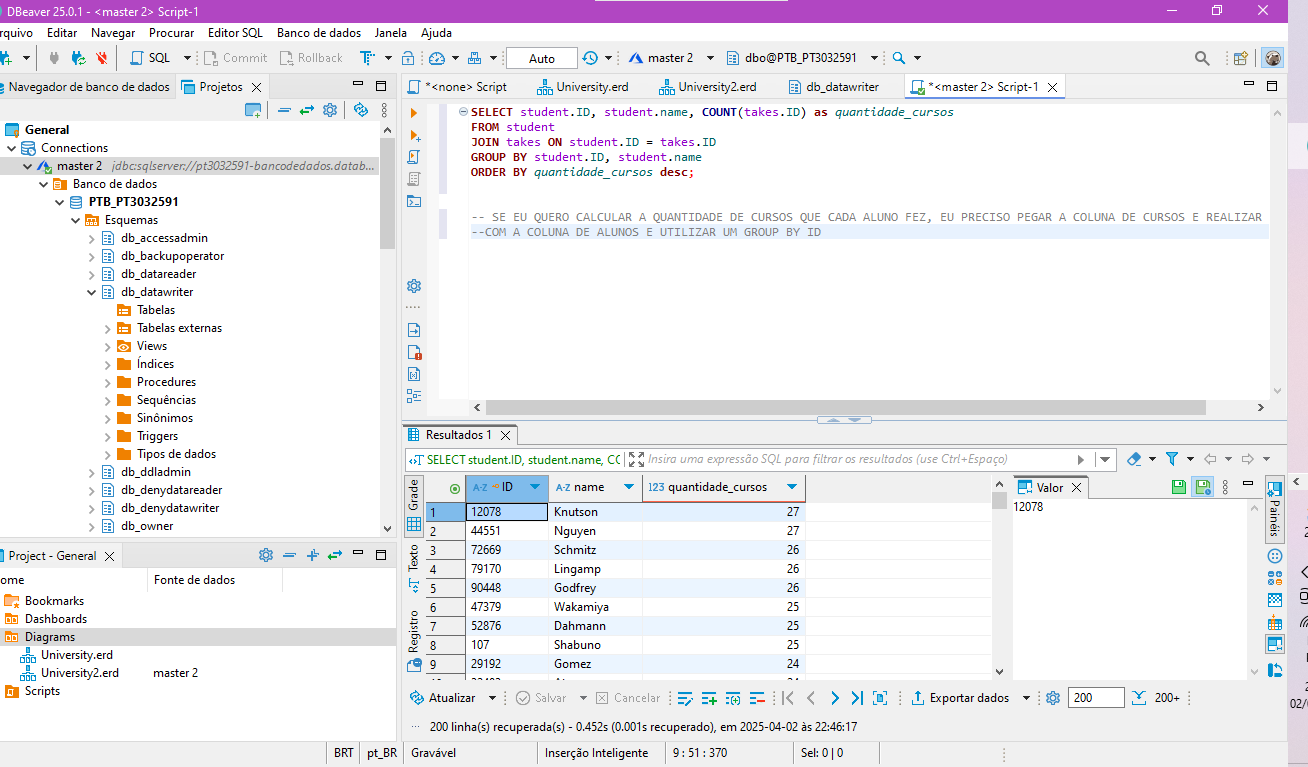 DBeaver 25.0.1 - <master 2> Script-1
rquivo Editar Navegar Procurar Editor SQL Banco de dados Janela Ajuda
SQL Commit Rollback Auto master 2 dbo@PTB_PT3032591
Navegador de banco de dados Projetos
General
Connections
master 2 jdbc:sqlserver://pt3032591-bancodedados.datab...
Banco de dados
PTB_PT3032591
Esquemas
db_accessadmin
db_backupoperator
db_datareader
db_datawriter
Tabelas
Tabelas externas
Views
Índices
Procedures
Sequências
Sinônimos
Triggers
Tipos de dados
db_ddladmin
db_denydatareader
db_denydatawriter
db_owner
Project - General
ome Fonte de dados
Bookmarks
Dashboards
Diagrams
University.erd
University2.erd master 2
Scripts
*<none> Script University.erd University2.erd db_datawriter *<master 2> Script-1
SELECT student.ID, student.name, COUNT(takes.ID) as quantidade_cursos
FROM student
JOIN takes ON student.ID = takes.ID
GROUP BY student.ID, student.name
ORDER BY quantidade_cursos desc;
-- SE EU QUERO CALCULAR A QUANTIDADE DE CURSOS QUE CADA ALUNO FEZ, EU PRECISO PEGAR A COLUNA DE CURSOS E REALIZAR
--COM A COLUNA DE ALUNOS E UTILIZAR UM GROUP BY ID
Resultados 1
SELECT student.ID, student.name, CO Insira uma expressão SQL para filtrar os resultados (use Ctrl+Espaço)
Grade
Texto
Registro
A-Z ID A-Z name 123 quantidade_cursos
1 12078 Knutson 27
2 44551 Nguyen 27
3 72669 Schmitz 26
4 79170 Lingamp 26
5 90448 Godfrey 26
6 47379 Wakamiya 25
7 52876 Dahmann 25
8 107 Shabuno 25
9 29192 Gomez 24
Valor
12078
Painéis
Atualizar Salvar Cancelar Exportar dados 200 200+
200 linha(s) recuperada(s) - 0.452s (0.001s recuperado), em 2025-04-02 às 22:46:17
BRT pt_BR Gravável Inserção Inteligente 9 : 51 : 370 Sel: 0 | 0
02/0